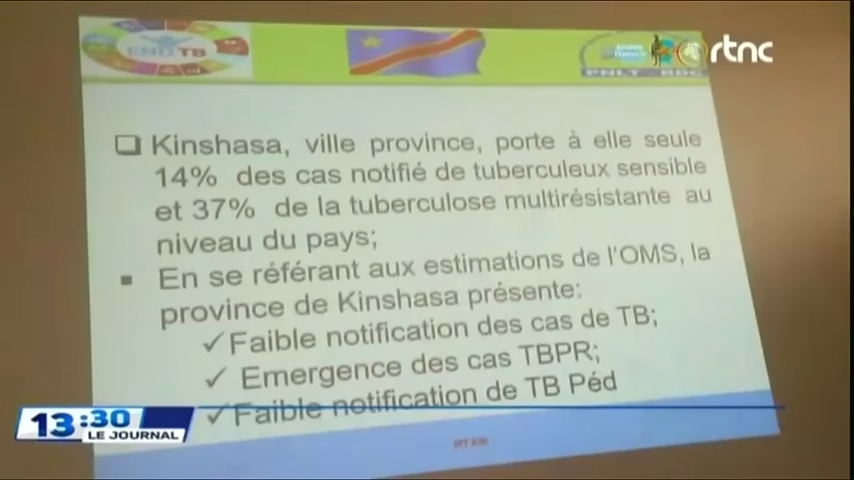 END TB
PNLT RDC
rtnc
Kinshasa, ville province, porte à elle seule
14% des cas notifié de tuberculeux sensible
et 37% de la tuberculose multirésistante au
niveau du pays;
En se référant aux estimations de l'OMS, la
province de Kinshasa présente:
Faible notification des cas de TB;
Emergence des cas TBPR;
Faible notification de TB Péd
13:30
LE JOURNAL